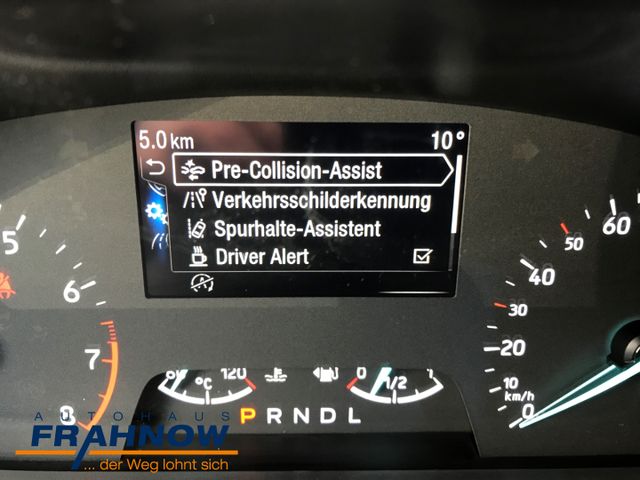 5.0 km 10°
Pre-Collision-Assist
Verkehrsschilderkennung
Spurhalte-Assistent
Driver Alert
5
6
7
8
60 °C 120
0 1/2 1
P R N D L
0
10
20
30
40
50
60
km/h
AUTOHAUS
FRAHNOW
... der Weg lohnt sich